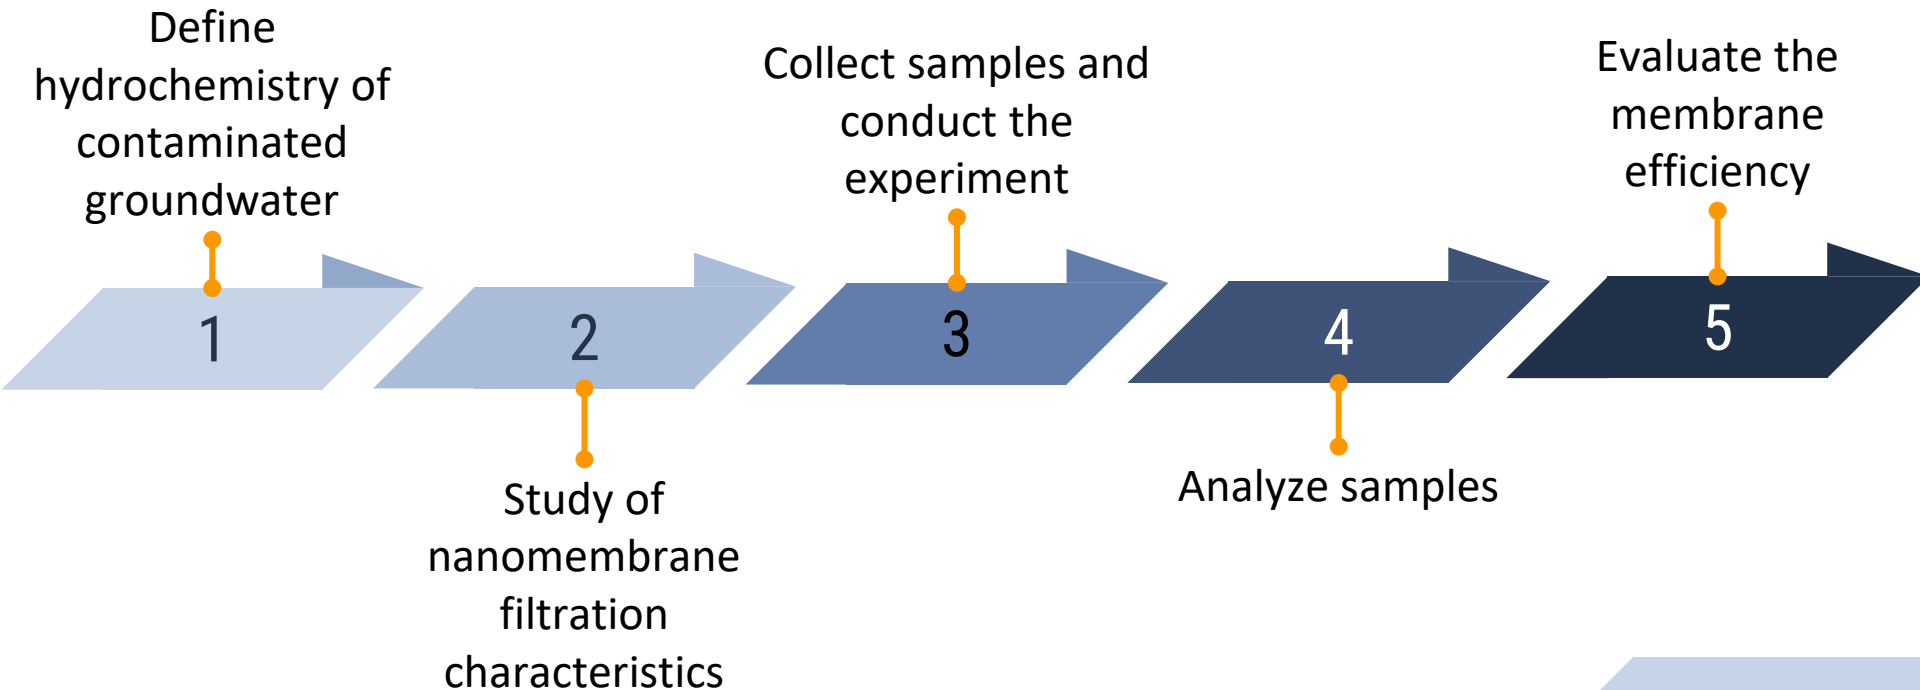 Define
hydrochemistry of
contaminated
groundwater
1
2
Study of
nanomembrane
filtration
characteristics
Collect samples and
conduct the
experiment
3
4
Analyze samples
Evaluate the
membrane
efficiency
5